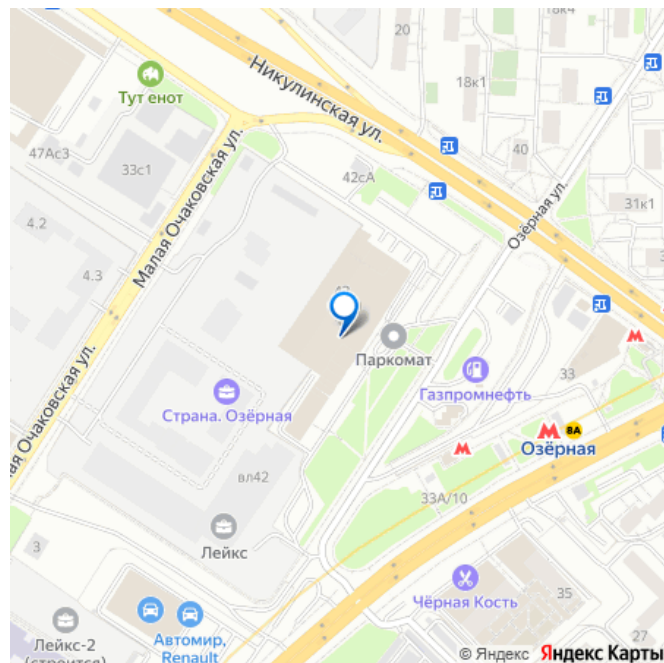 20
18к4
Никулинская ул.
18к1
Тут енот
47Ас3
33с1
40
42сА
31к1
Озёрная ул.
Малая Очаковская ул.
4.2
4.3
Паркомат
Газпромнефть
33
Страна. Озёрная
8А
Озёрная
Малая Очаковская ул.
вл42
33А/10
Лейкс
3
Чёрная Кость
35
27
Автомир,
Renault
Лейкс-2
(строится)
© Яндекс Яндекс Карты